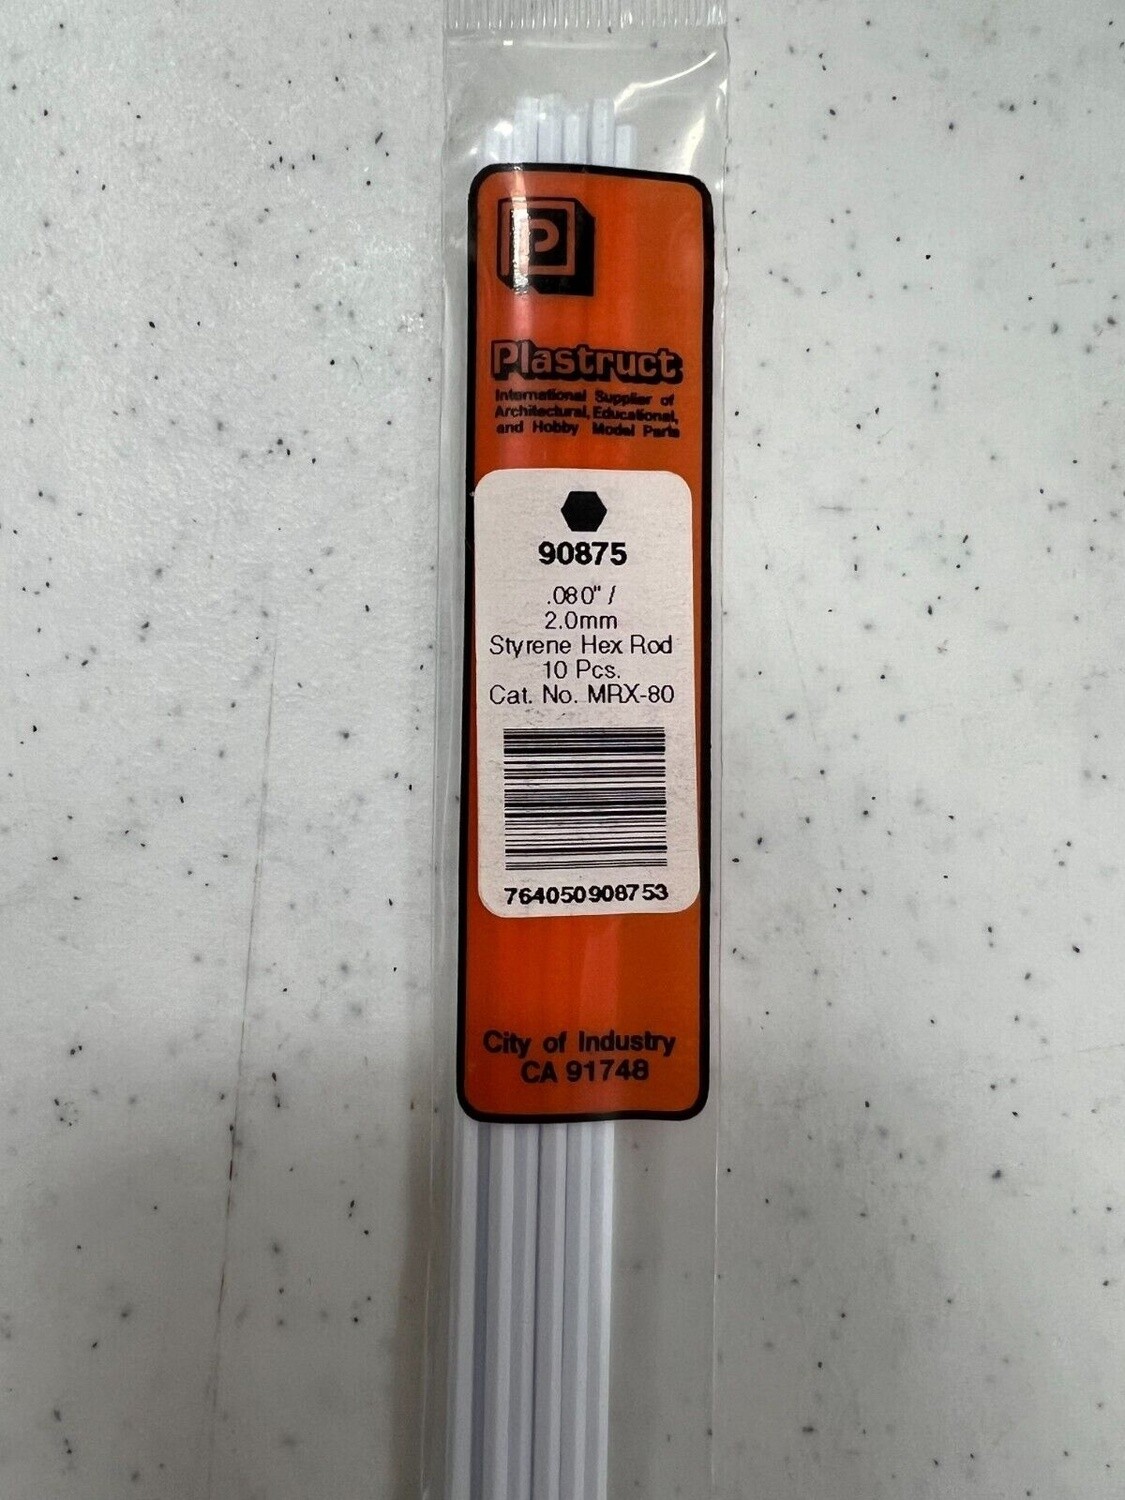 P
Plastruct
International Supplier of
Architectural, Educational,
and Hobby Model Parts
90875
.080" /
2.0mm
Styrene Hex Rod
10 Pcs.
Cat. No. MRX-80
764050908753
City of Industry
CA 91748